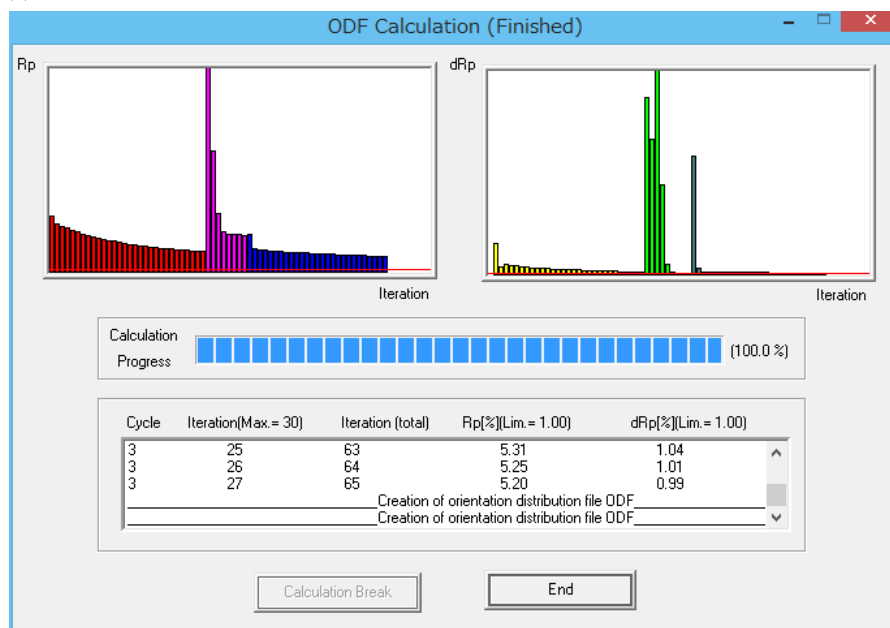 ODF Calculation (Finished)
Rp
dRp
Iteration
Iteration
Calculation
Progress
(100.0 %)
Cycle Iteration(Max.= 30) Iteration (total) Rp[%](Lim.= 1.00) dRp[%](Lim.= 1.00)
3 25 63 5.31 1.04
3 26 64 5.25 1.01
3 27 65 5.20 0.99
Creation of orientation distribution file ODF
Creation of orientation distribution file ODF
Calculation Break
End